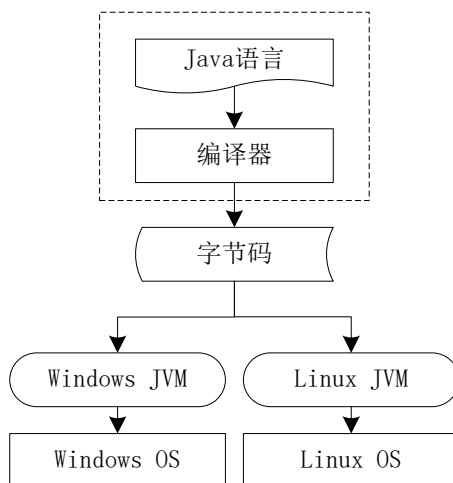 Java语言
编译器
字节码
Windows JVM
Linux JVM
Windows OS
Linux OS